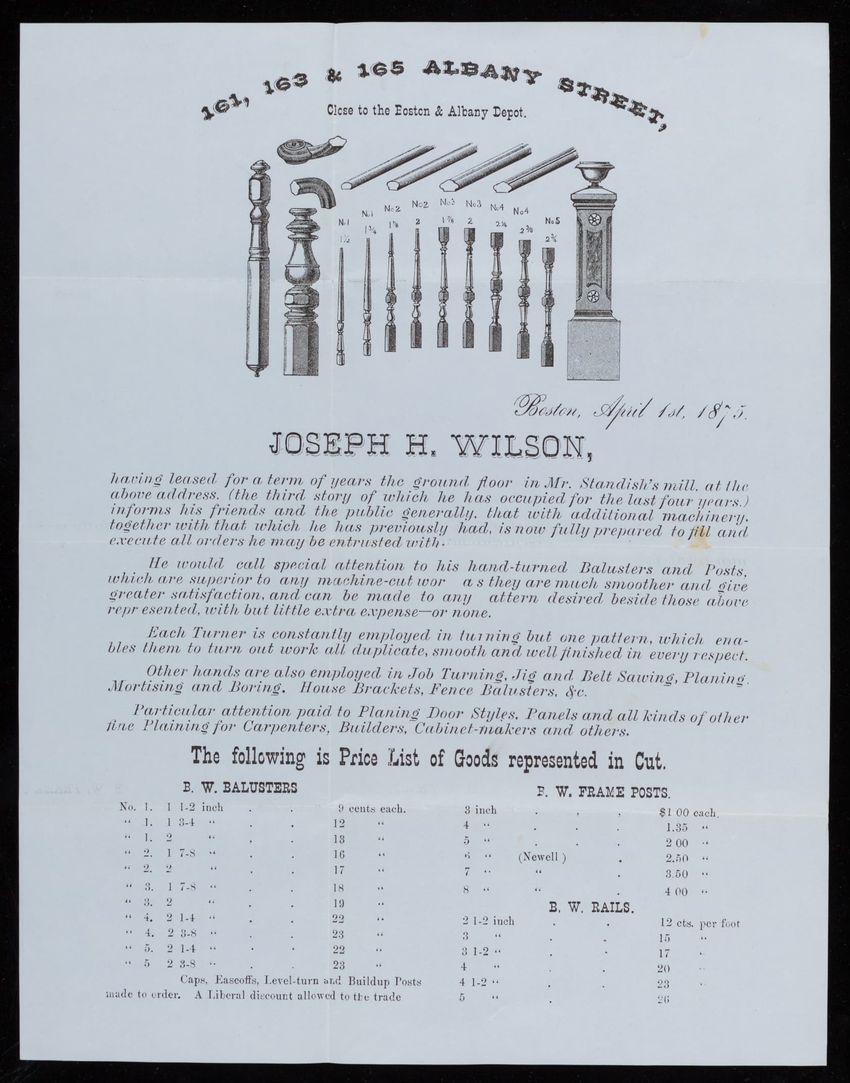 161, 163 & 165 ALBANY STREET,
Close to the Boston & Albany Depot.
No.1 No.1 No.2 No.2 No.3 No.3 No.4 No.4 No.5
1½ 1¾ 1⅞ 2 1⅞ 2 2¼ 2⅜ 2¾
Boston, April 1st, 1875.
JOSEPH H. WILSON,
having leased for a term of years the ground floor in Mr. Standish's mill, at the
above address, (the third story of which he has occupied for the last four years,)
informs his friends and the public generally, that with additional machinery,
together with that which he has previously had, is now fully prepared to fill and
execute all orders he may be entrusted with.
He would call special attention to his hand-turned Balusters and Posts,
which are superior to any machine-cut wor a s they are much smoother and give
greater satisfaction, and can be made to any attern desired beside those above
repr esented, with but little extra expense—or none.
Each Turner is constantly employed in turning but one pattern, which ena-
bles them to turn out work all duplicate, smooth and well finished in every respect.
Other hands are also employed in Job Turning, Jig and Belt Sawing, Planing,
Mortising and Boring. House Brackets, Fence Balusters, &c.
Particular attention paid to Planing Door Styles, Panels and all kinds of other
fine Plaining for Carpenters, Builders, Cabinet-makers and others.
The following is Price List of Goods represented in Cut.
B. W. BALUSTERS
No. 1. 1 1-2 inch . . 9 cents each.
" 1. 1 3-4 " . . 12 "
" 1. 2 " . . 13 "
" 2. 1 7-8 " . . 16 "
" 2. 2 " . . 17 "
" 3. 1 7-8 " . . 18 "
" 3. 2 " . . 19 "
" 4. 2 1-4 " . . 22 "
" 4. 2 3-8 " . . 23 "
" 5. 2 1-4 " . . 22 "
" 5 2 3-8 " . . 23 "
Caps, Eascoffs, Level-turn and Buildup Posts
made to order. A Liberal discount allowed to the trade
B. W. FRAME POSTS.
3 inch . . . $1 00 each.
4 " . . . 1.35 "
5 " . . . 2 00 "
6 " (Newell) . 2.50 "
7 " " . 3.50 "
8 " " . 4 00 "
B. W. RAILS.
2 1-2 inch . . 12 cts. per foot
3 " . . 15 "
3 1-2 " . . 17 "
4 " . . 20 "
4 1-2 " . . 23 "
5 " . . 26